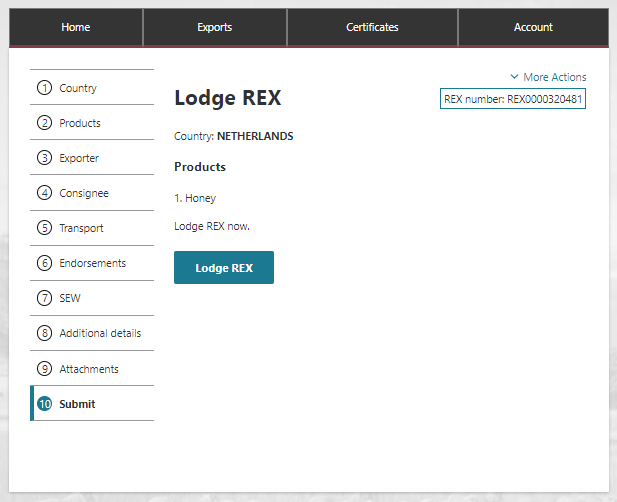 Home Exports Certificates Account
1 Country
2 Products
3 Exporter
4 Consignee
5 Transport
6 Endorsements
7 SEW
8 Additional details
9 Attachments
10 Submit
More Actions
REX number: REX0000320481
Lodge REX
Country: NETHERLANDS
Products
1. Honey
Lodge REX now.
Lodge REX